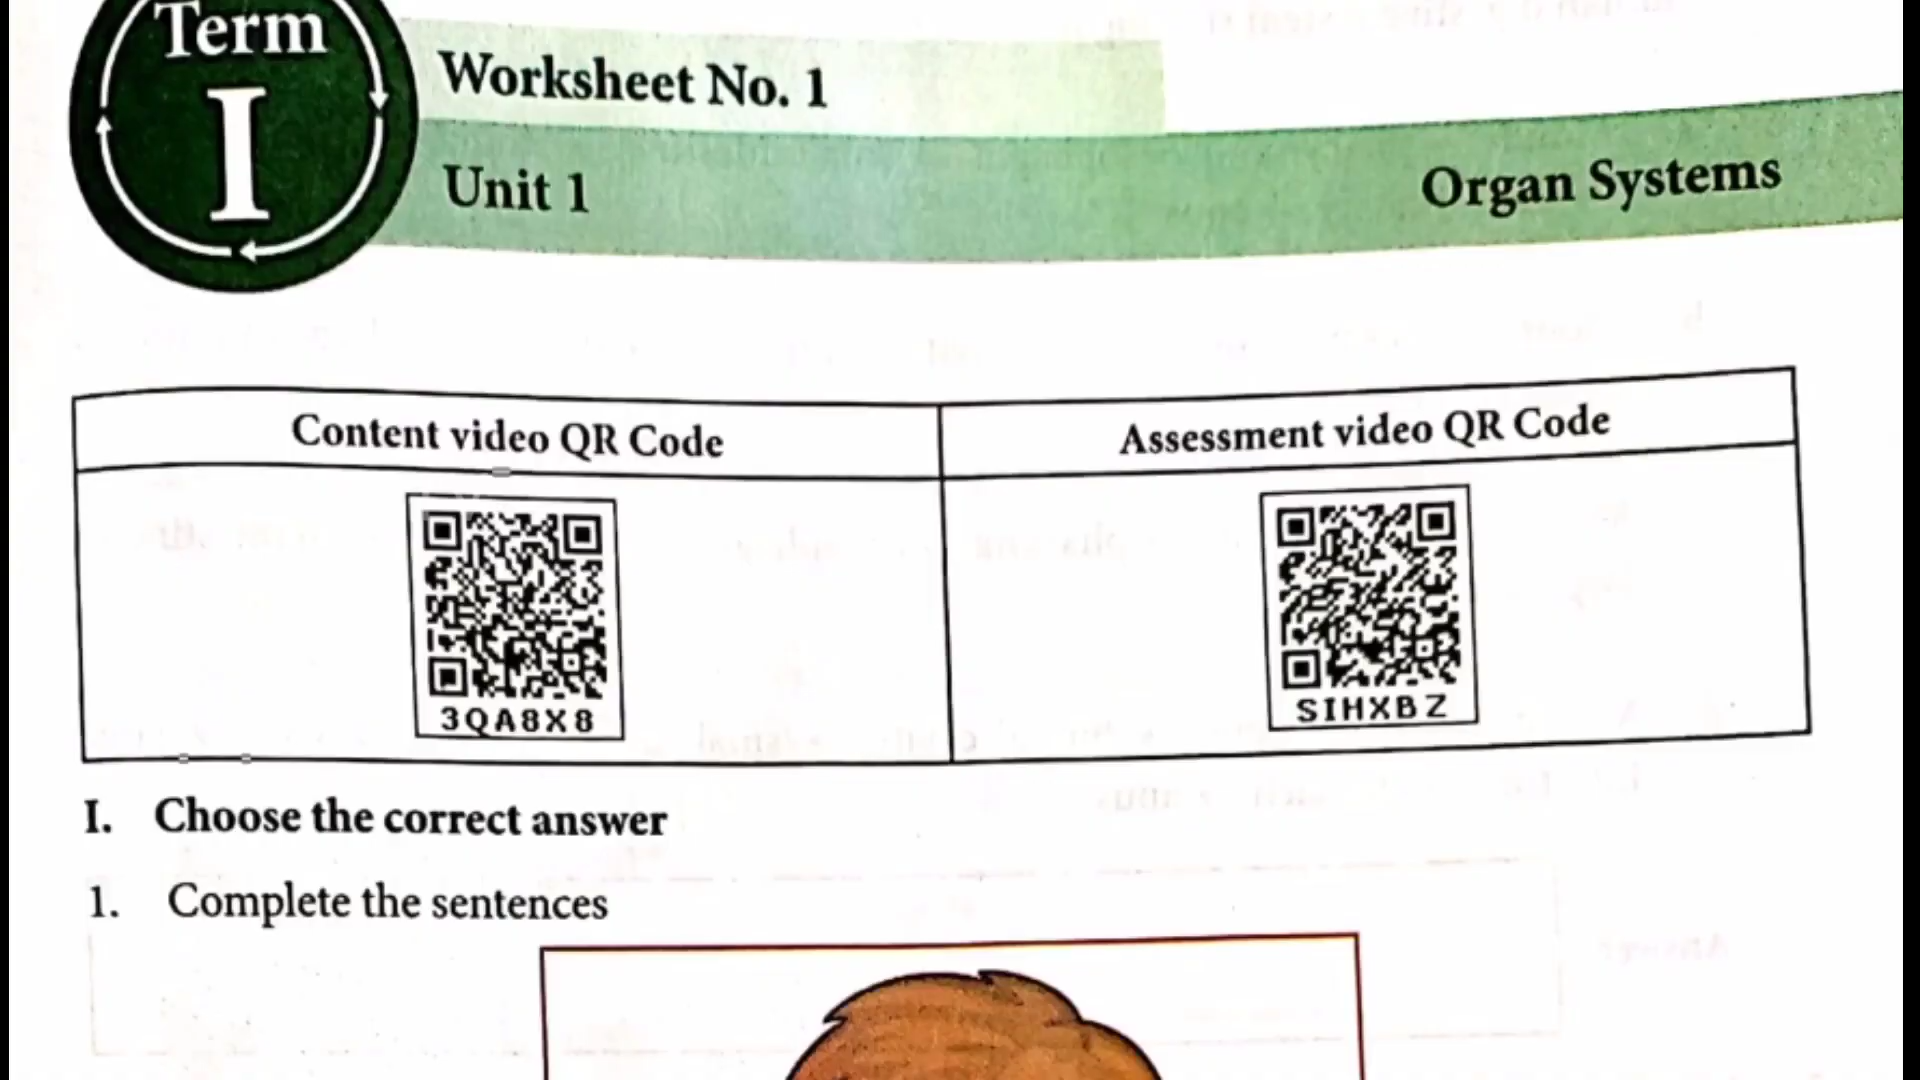 Term
I
Worksheet No. 1
Unit 1
Organ Systems
Content video QR Code
Assessment video QR Code
3QA8X8
SIHXBZ
I. Choose the correct answer
1. Complete the sentences